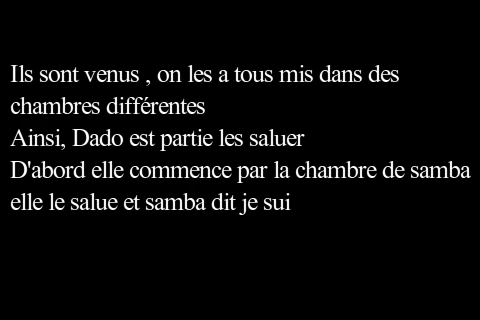 Ils sont venus , on les a tous mis dans des
chambres différentes
Ainsi, Dado est partie les saluer
D'abord elle commence par la chambre de samba
elle le salue et samba dit je sui